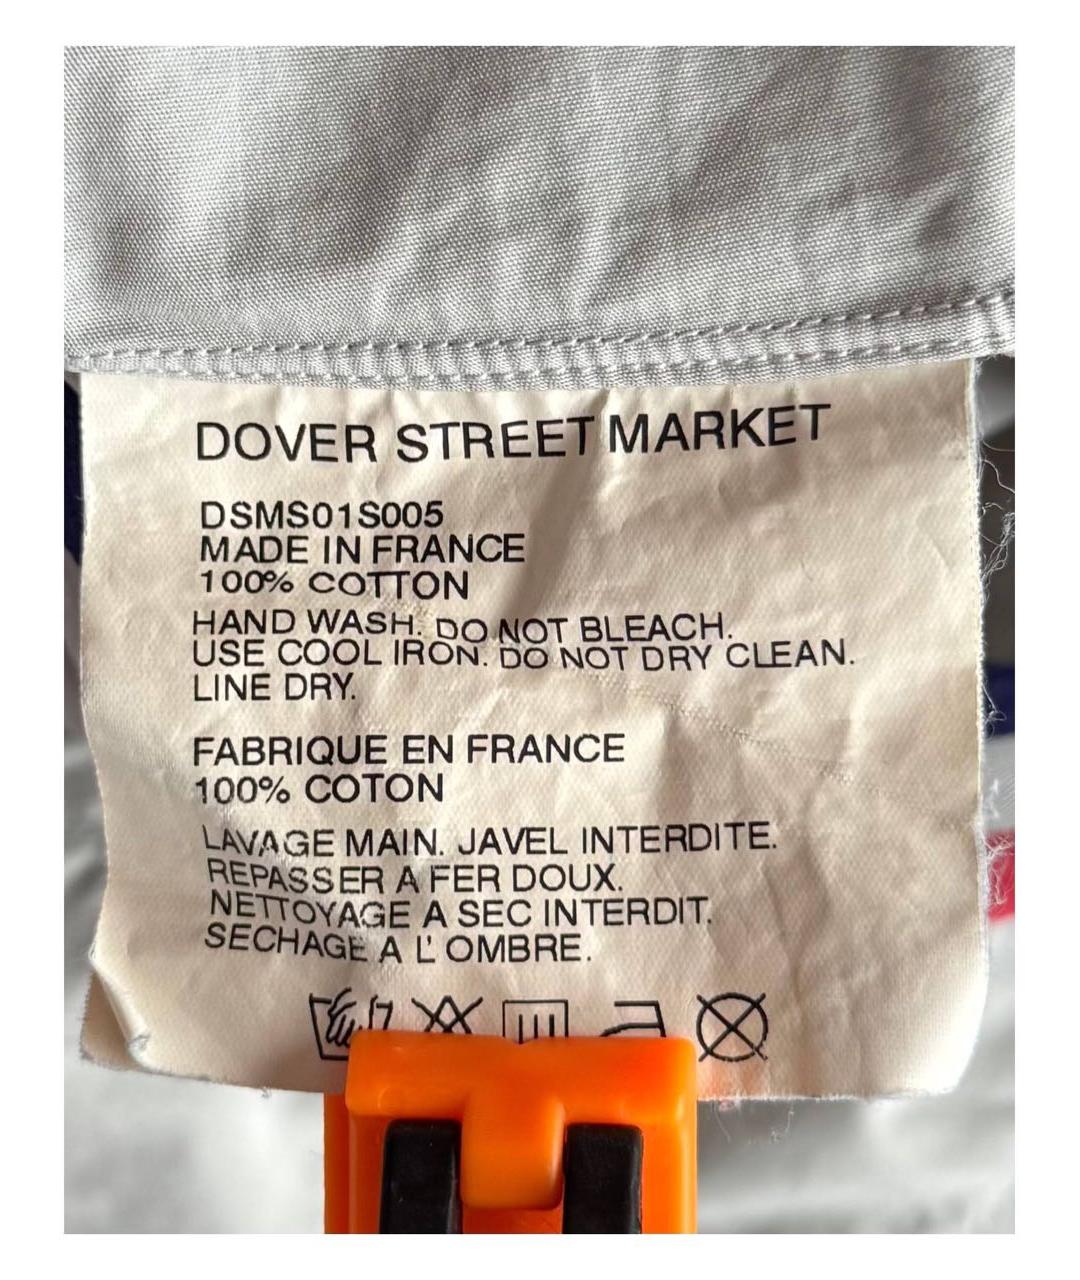 DOVER STREET MARKET
DSMS01S005
MADE IN FRANCE
100% COTTON
HAND WASH. DO NOT BLEACH.
USE COOL IRON. DO NOT DRY CLEAN.
LINE DRY.
FABRIQUE EN FRANCE
100% COTON
LAVAGE MAIN. JAVEL INTERDITE.
REPASSER A FER DOUX.
NETTOYAGE A SEC INTERDIT.
SECHAGE A L' OMBRE.